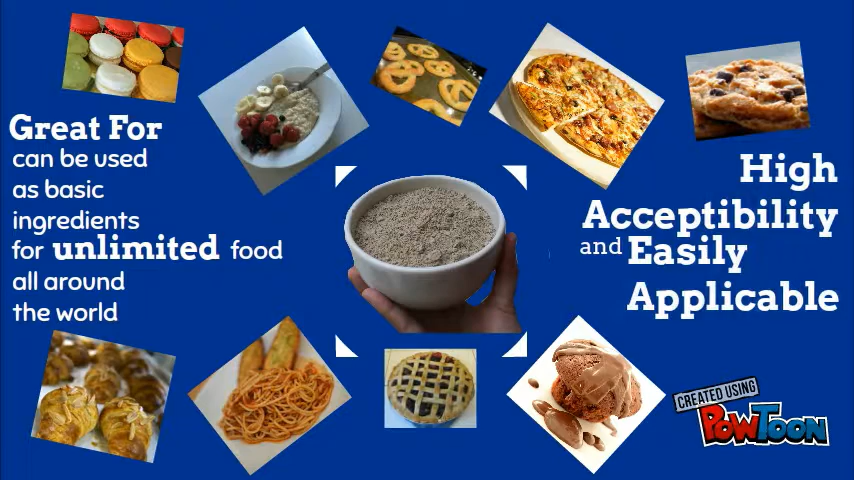 Great For
can be used
as basic
ingredients
for unlimited food
all around
the world
High
Acceptibility
and Easily
Applicable
CREATED USING
POWTOON